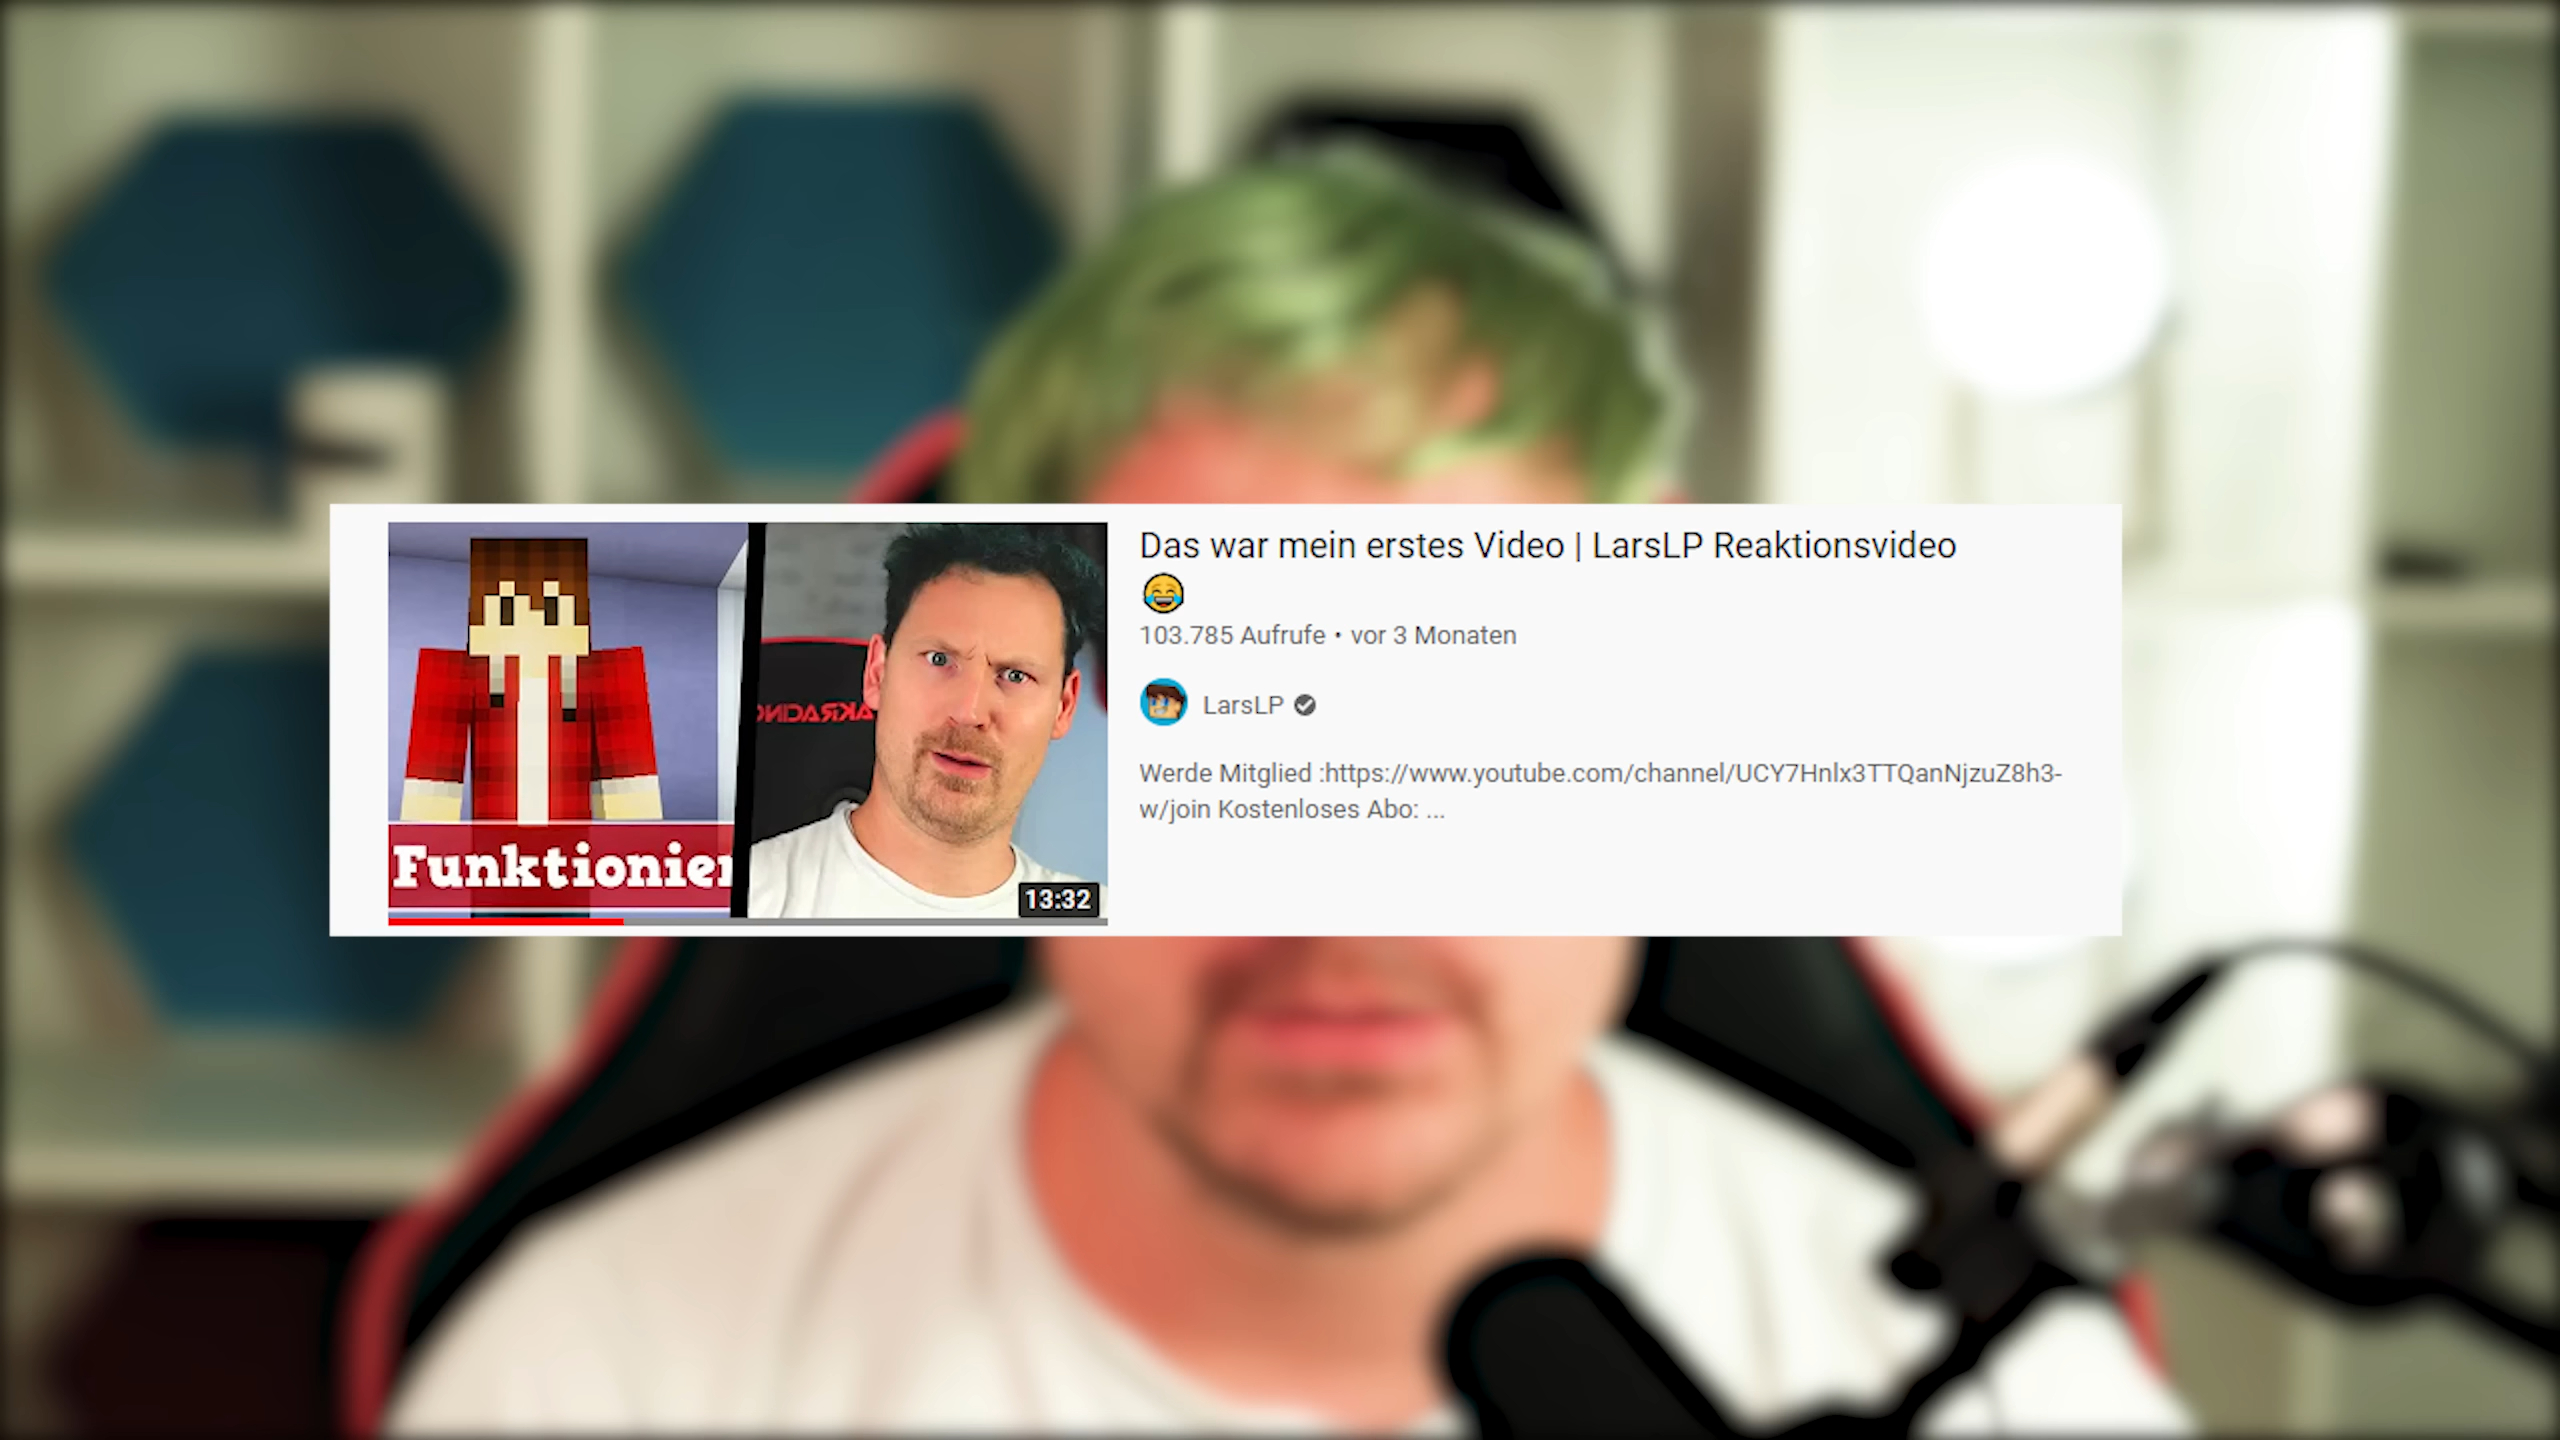 Das war mein erstes Video | LarsLP Reaktionsvideo
😂
103.785 Aufrufe • vor 3 Monaten
LarsLP
Werde Mitglied :https://www.youtube.com/channel/UCY7Hnlx3TTQanNjzuZ8h3-
w/join Kostenloses Abo: ...
AKRACING
Funktionier
13:32